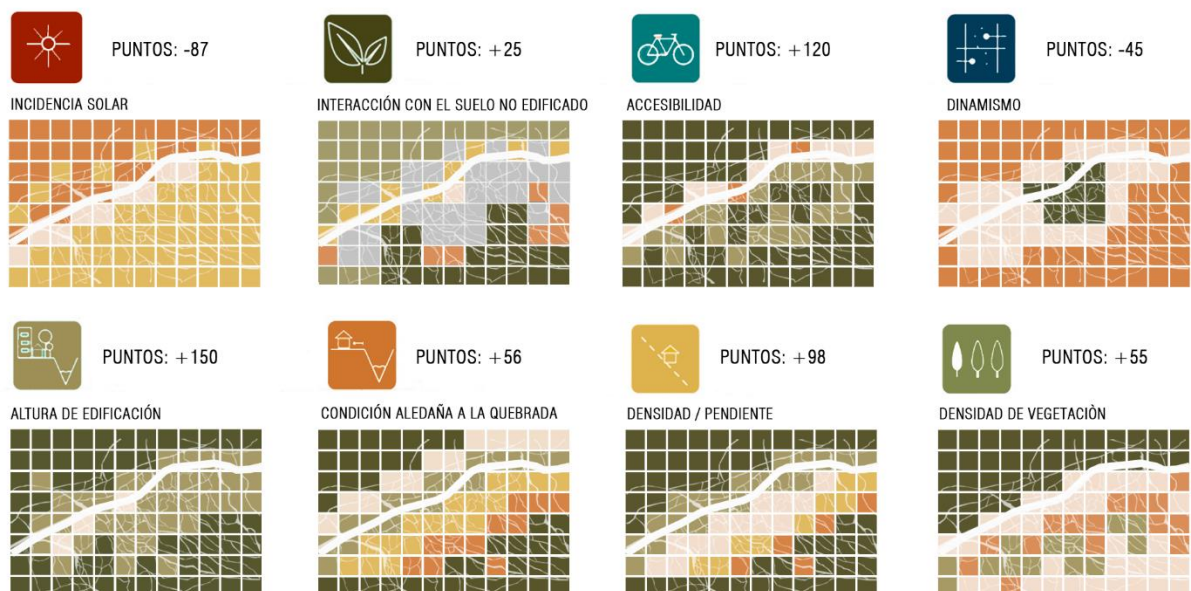 PUNTOS: -87
PUNTOS: +25
PUNTOS: +120
PUNTOS: -45
INCIDENCIA SOLAR
INTERACCIÓN CON EL SUELO NO EDIFICADO
ACCESIBILIDAD
DINAMISMO
PUNTOS: +150
PUNTOS: +56
PUNTOS: +98
PUNTOS: +55
ALTURA DE EDIFICACIÓN
CONDICIÓN ALEDAÑA A LA QUEBRADA
DENSIDAD / PENDIENTE
DENSIDAD DE VEGETACIÒN